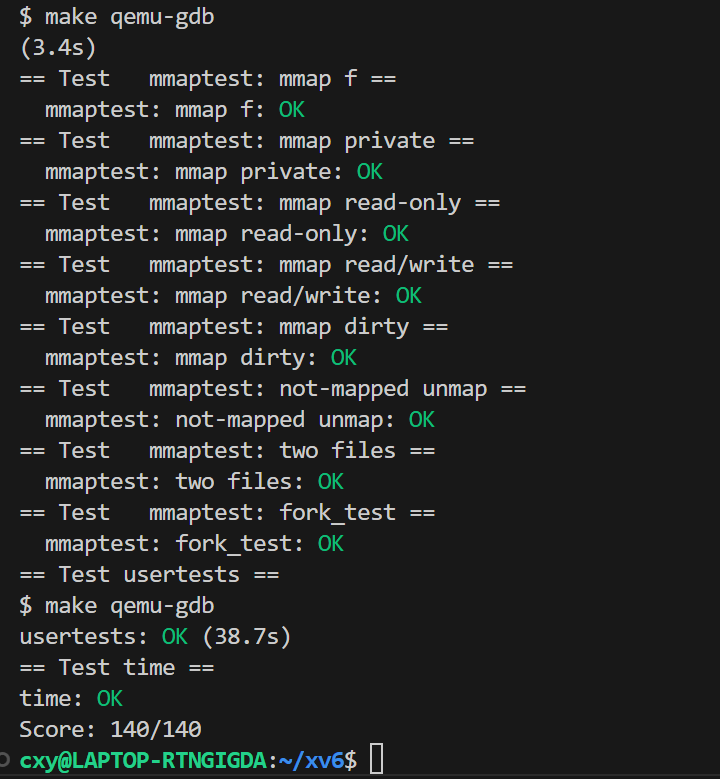 $ make qemu-gdb
(3.4s)
== Test   mmaptest: mmap f ==
  mmaptest: mmap f: OK
== Test   mmaptest: mmap private ==
  mmaptest: mmap private: OK
== Test   mmaptest: mmap read-only ==
  mmaptest: mmap read-only: OK
== Test   mmaptest: mmap read/write ==
  mmaptest: mmap read/write: OK
== Test   mmaptest: mmap dirty ==
  mmaptest: mmap dirty: OK
== Test   mmaptest: not-mapped unmap ==
  mmaptest: not-mapped unmap: OK
== Test   mmaptest: two files ==
  mmaptest: two files: OK
== Test   mmaptest: fork_test ==
  mmaptest: fork_test: OK
== Test usertests ==
$ make qemu-gdb
usertests: OK (38.7s)
== Test time ==
time: OK
Score: 140/140
cxy@LAPTOP-RTNGIGDA:~/xv6$